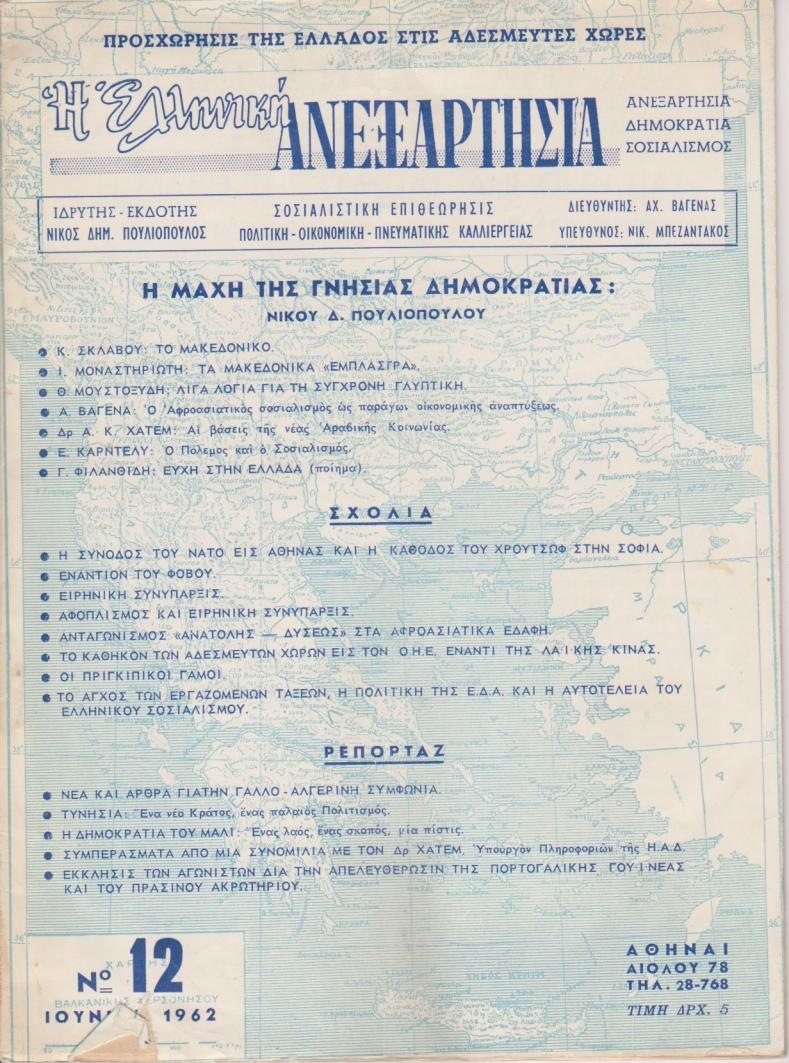 ΠΡΟΣΧΩΡΗΣΙΣ ΤΗΣ ΕΛΛΑΔΟΣ ΣΤΙΣ ΑΔΕΣΜΕΥΤΕΣ ΧΩΡΕΣ
Ἡ Ἑλληνική ΑΝΕΞΑΡΤΗΣΙΑ
ΑΝΕΞΑΡΤΗΣΙΑ
ΔΗΜΟΚΡΑΤΙΑ
ΣΟΣΙΑΛΙΣΜΟΣ
ΙΔΡΥΤΗΣ - ΕΚΔΟΤΗΣ
ΝΙΚΟΣ ΔΗΜ. ΠΟΥΛΙΟΠΟΥΛΟΣ
ΣΟΣΙΑΛΙΣΤΙΚΗ ΕΠΙΘΕΩΡΗΣΙΣ
ΠΟΛΙΤΙΚΗ - ΟΙΚΟΝΟΜΙΚΗ - ΠΝΕΥΜΑΤΙΚΗΣ ΚΑΛΛΙΕΡΓΕΙΑΣ
ΔΙΕΥΘΥΝΤΗΣ: ΑΧ. ΒΑΓΕΝΑΣ
ΥΠΕΥΘΥΝΟΣ: ΝΙΚ. ΜΠΕΖΑΝΤΑΚΟΣ
Η ΜΑΧΗ ΤΗΣ ΓΝΗΣΙΑΣ ΔΗΜΟΚΡΑΤΙΑΣ:
ΝΙΚΟΥ Δ. ΠΟΥΛΙΟΠΟΥΛΟΥ
● Κ. ΣΚΛΑΒΟΥ: ΤΟ ΜΑΚΕΔΟΝΙΚΟ.
● Ι. ΜΟΝΑΣΤΗΡΙΩΤΗ: ΤΑ ΜΑΚΕΔΟΝΙΚΑ «ΕΜΠΛΑΣΓΡΑ».
● Θ. ΜΟΥΣΤΟΞΥΔΗ: ΛΙΓΑ ΛΟΓΙΑ ΓΙΑ ΤΗ ΣΥΓΧΡΟΝΗ ΓΛΥΠΤΙΚΗ.
● Α. ΒΑΓΕΝΑ: Ὁ Ἀφροασιατικός σοσιαλισμός ὡς παράγων οἰκονομικῆς ἀναπτύξεως.
● Δρ Α. Κ. ΧΑΤΕΜ: Αἱ βάσεις τῆς νέας Ἀραβικῆς Κοινωνίας.
● Ε. ΚΑΡΝΤΕΛΥ: Ὁ Πόλεμος καί ὁ Σοσιαλισμός.
● Γ. ΦΙΛΑΝΘΙΔΗ: ΕΥΧΗ ΣΤΗΝ ΕΛΛΑΔΑ (ποίημα).
ΣΧΟΛΙΑ
● Η ΣΥΝΟΔΟΣ ΤΟΥ ΝΑΤΟ ΕΙΣ ΑΘΗΝΑΣ ΚΑΙ Η ΚΑΘΟΔΟΣ ΤΟΥ ΧΡΟΥΤΣΩΦ ΣΤΗΝ ΣΟΦΙΑ.
● ΕΝΑΝΤΙΟΝ ΤΟΥ ΦΟΒΟΥ.
● ΕΙΡΗΝΙΚΗ ΣΥΝΥΠΑΡΞΙΣ.
● ΑΦΟΠΛΙΣΜΟΣ ΚΑΙ ΕΙΡΗΝΙΚΗ ΣΥΝΥΠΑΡΞΙΣ.
● ΑΝΤΑΓΩΝΙΣΜΟΣ «ΑΝΑΤΟΛΗΣ — ΔΥΣΕΩΣ» ΣΤΑ ΑΦΡΟΑΣΙΑΤΙΚΑ ΕΔΑΦΗ.
● ΤΟ ΚΑΘΗΚΟΝ ΤΩΝ ΑΔΕΣΜΕΥΤΩΝ ΧΩΡΩΝ ΕΙΣ ΤΟΝ Ο.Η.Ε. ΕΝΑΝΤΙ ΤΗΣ ΛΑΪΚΗΣ ΚΙΝΑΣ.
● ΟΙ ΠΡΙΓΚΙΠΙΚΟΙ ΓΑΜΟΙ.
● ΤΟ ΑΓΧΟΣ ΤΩΝ ΕΡΓΑΖΟΜΕΝΩΝ ΤΑΞΕΩΝ, Η ΠΟΛΙΤΙΚΗ ΤΗΣ Ε.Δ.Α. ΚΑΙ Η ΑΥΤΟΤΕΛΕΙΑ ΤΟΥ
ΕΛΛΗΝΙΚΟΥ ΣΟΣΙΑΛΙΣΜΟΥ.
ΡΕΠΟΡΤΑΖ
● ΝΕΑ ΚΑΙ ΑΡΘΡΑ ΓΙΑΤΗΝ ΓΑΛΛΟ - ΑΛΓΕΡΙΝΗ ΣΥΜΦΩΝΙΑ.
● ΤΥΝΗΣΙΑ: Ἕνα νέο Κράτος, ἕνας παλαιός Πολιτισμός.
● Η ΔΗΜΟΚΡΑΤΙΑ ΤΟΥ ΜΑΛΙ: Ἕνας λαός, ἕνας σκοπός, μία πίστις.
● ΣΥΜΠΕΡΑΣΜΑΤΑ ΑΠΟ ΜΙΑ ΣΥΝΟΜΙΛΙΑ ΜΕ ΤΟΝ Δρ ΧΑΤΕΜ, Ὑπουργόν Πληροφοριῶν τῆς Η.Α.Δ.
● ΕΚΚΛΗΣΙΣ ΤΩΝ ΑΓΩΝΙΣΤΩΝ ΔΙΑ ΤΗΝ ΑΠΕΛΕΥΘΕΡΩΣΙΝ ΤΗΣ ΠΟΡΤΟΓΑΛΙΚΗΣ ΓΟΥ·Ι·ΝΕΑΣ
ΚΑΙ ΤΟΥ ΠΡΑΣΙΝΟΥ ΑΚΡΩΤΗΡΙΟΥ.
ΧΑΡΤΗΣ
Νο 12
ΒΑΛΚΑΝΙΚΗΣ ΧΕΡΣΟΝΗΣΟΥ
1962
ΑΘΗΝΑΙ
ΑΙΟΛΟΥ 78
ΤΗΛ. 28-768
ΤΙΜΗ ΔΡΧ. 5